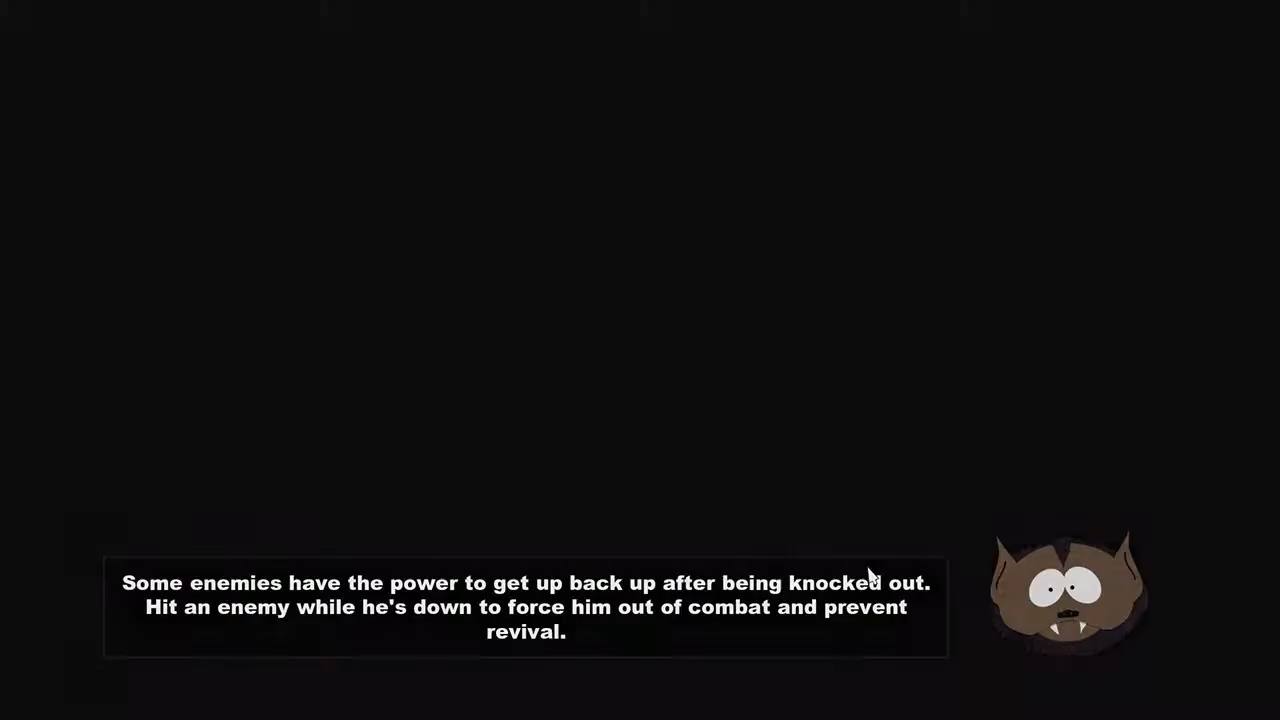 Some enemies have the power to get up back up after being knocked out.
Hit an enemy while he's down to force him out of combat and prevent
revival.